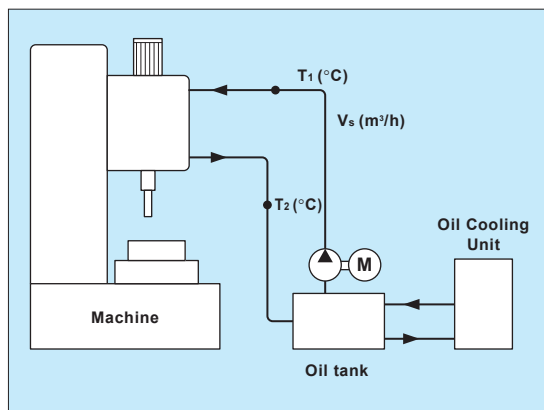 T₁ (°C)
Vₛ (m³/h)
T₂ (°C)
Oil Cooling
Unit
M
Machine
Oil tank